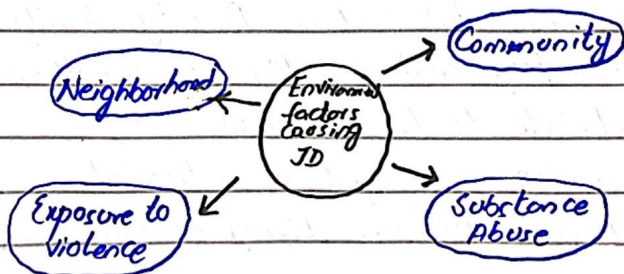 Community
Neighborhood
Environmental
factors
causing
JD
Exposure to
violence
Substance
Abuse